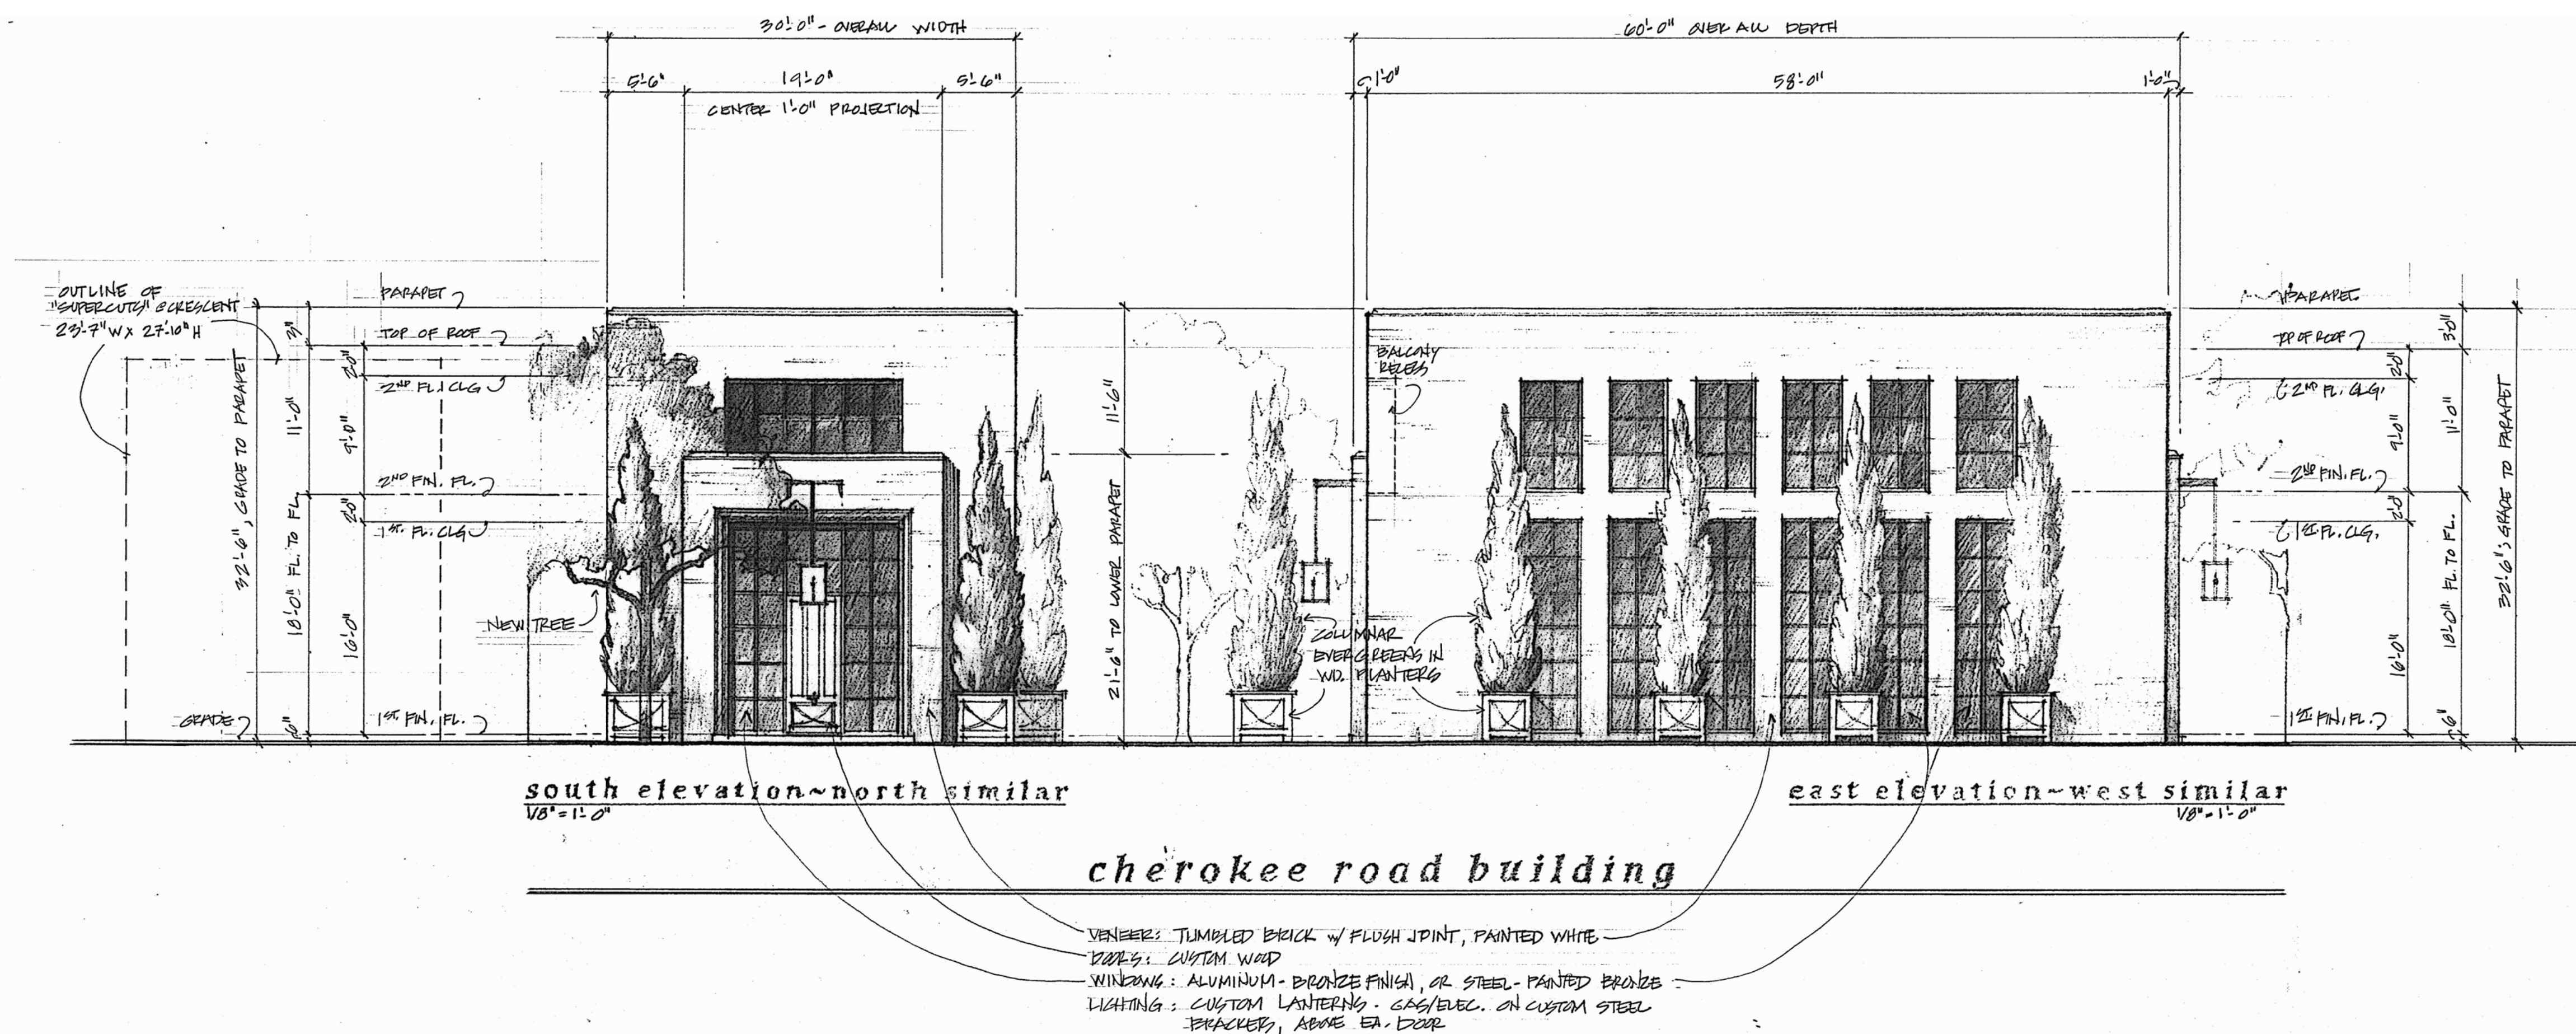 30'-0" - OVERALL WIDTH
60'-0" OVERALL DEPTH
5'-6"
19'-0"
5'-6"
1'-0"
58'-0"
1'-0"
CENTER 1'-0" PROJECTION
OUTLINE OF
"SUPERCUTS" @ CRESCENT
23'-7" W X 27'-10" H
PARAPET
TOP OF ROOF
2ND FL. CLG
2ND FIN. FL.
1ST. FL. CLG
1ST. FIN. FL.
GRADE
32'-6", GRADE TO PARAPET
3"
11'-0"
18'-0" FL. TO FL.
2'0"
9'-0"
2'0"
16'-0"
NEW TREE
11'-6"
21'-6" TO LOWER PARAPET
BALCONY
RECESS
COLUMNAR
EVERGREENS IN
WD. PLANTERS
PARAPET
TOP OF ROOF
2ND FL. CLG.
2ND FIN. FL.
1ST. FL. CLG.
1ST FIN. FL.
2'0"
9'-0"
2'0"
16'-0"
3'0"
11'-0"
18'-0" FL. TO FL.
6"
32'-6", GRADE TO PARAPET
south elevation~north similar
1/8" = 1'-0"
east elevation~west similar
1/8" = 1'-0"
cherokee road building
VENEER: TUMBLED BRICK w/ FLUSH JOINT, PAINTED WHITE
DOORS: CUSTOM WOOD
WINDOWS: ALUMINUM - BRONZE FINISH, OR STEEL - PAINTED BRONZE
LIGHTING: CUSTOM LANTERNS - GAS/ELEC. ON CUSTOM STEEL
BRACKETS, ABOVE EA. DOOR